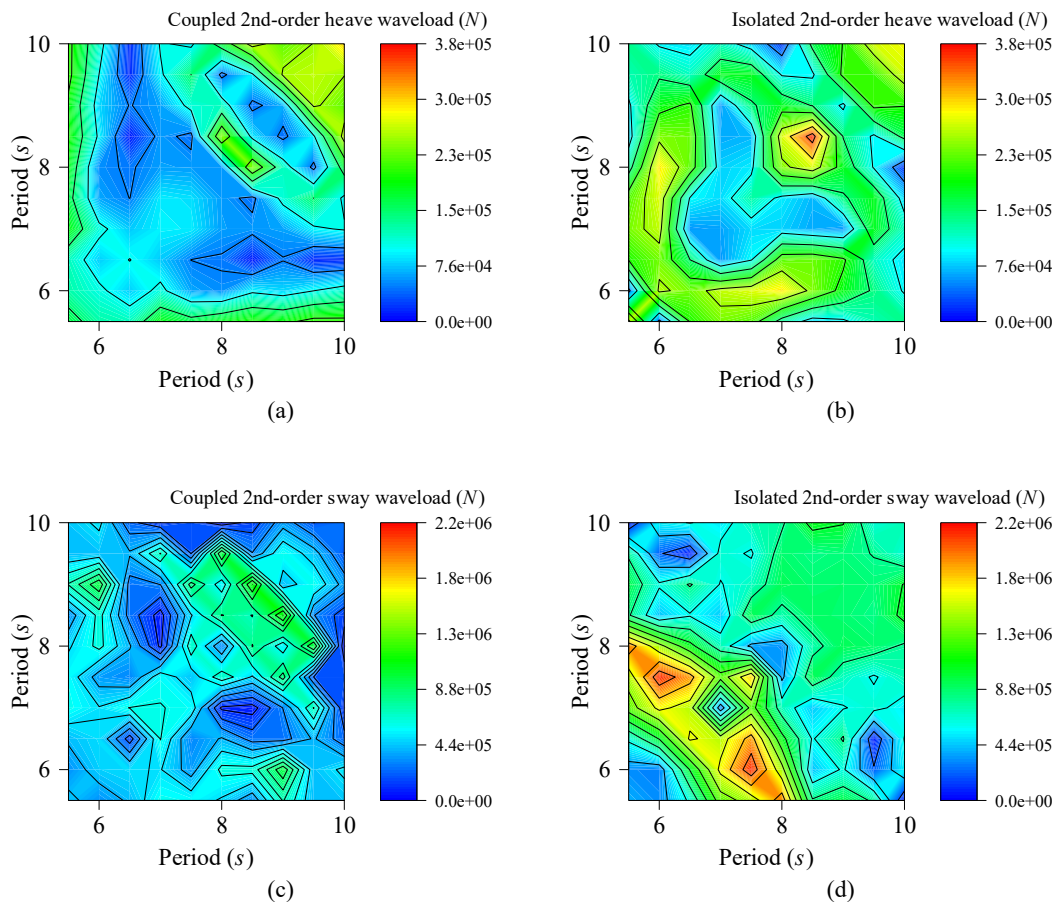 Coupled 2nd-order heave waveload (N)
10
8
6
6
8
10
Period (s)
Period (s)
3.8e+05
3.0e+05
2.3e+05
1.5e+05
7.6e+04
0.0e+00
(a)
Isolated 2nd-order heave waveload (N)
10
8
6
6
8
10
Period (s)
Period (s)
3.8e+05
3.0e+05
2.3e+05
1.5e+05
7.6e+04
0.0e+00
(b)
Coupled 2nd-order sway waveload (N)
10
8
6
6
8
10
Period (s)
Period (s)
2.2e+06
1.8e+06
1.3e+06
8.8e+05
4.4e+05
0.0e+00
(c)
Isolated 2nd-order sway waveload (N)
10
8
6
6
8
10
Period (s)
Period (s)
2.2e+06
1.8e+06
1.3e+06
8.8e+05
4.4e+05
0.0e+00
(d)